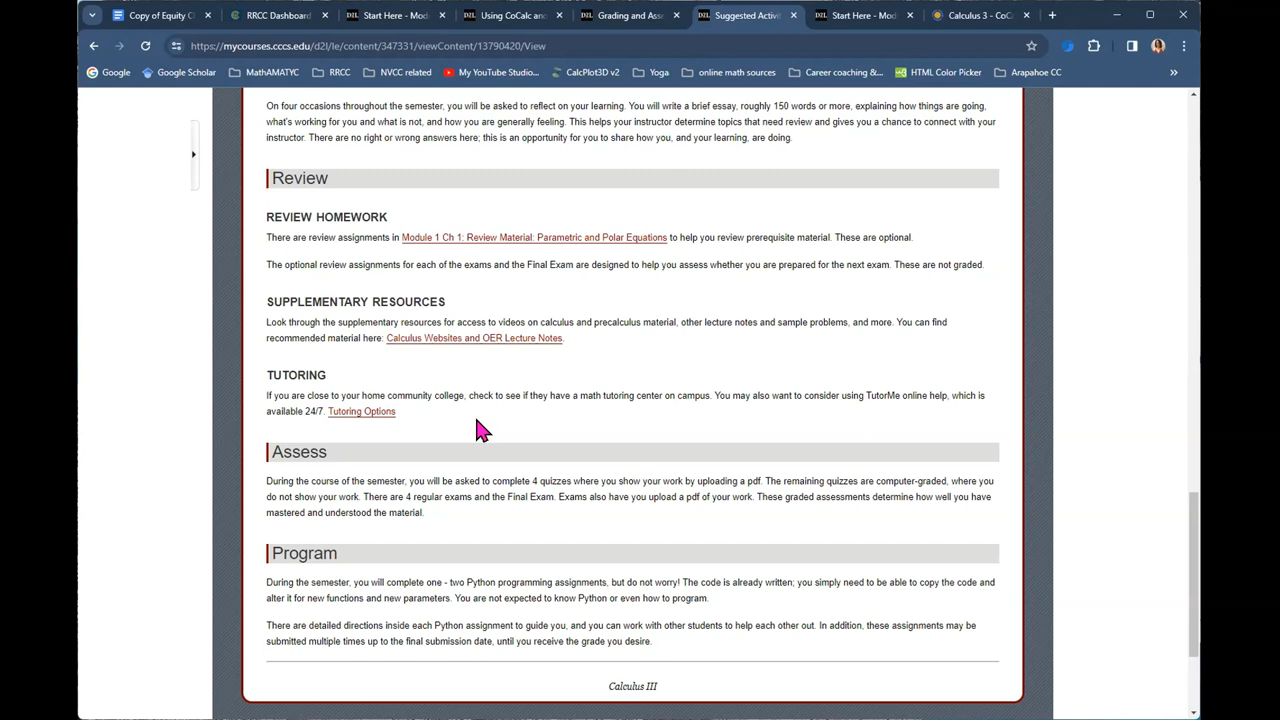 Copy of Equity C
RRCC Dashboard
Start Here - Mod
Using CoCalc and
Grading and Asse
Suggested Activit
Start Here - Mod
Calculus 3 - CoC
https://mycourses.cccs.edu/d2l/le/content/347331/viewContent/13790420/View
Google
Google Scholar
MathAMATYC
RRCC
NVCC related
My YouTube Studio...
CalcPlot3D v2
Yoga
online math sources
Career coaching &...
HTML Color Picker
Arapahoe CC
On four occasions throughout the semester, you will be asked to reflect on your learning. You will write a brief essay, roughly 150 words or more, explaining how things are going,
what's working for you and what is not, and how you are generally feeling. This helps your instructor determine topics that need review and gives you a chance to connect with your
instructor. There are no right or wrong answers here; this is an opportunity for you to share how you, and your learning, are doing.
Review
REVIEW HOMEWORK
There are review assignments in Module 1 Ch 1: Review Material: Parametric and Polar Equations to help you review prerequisite material. These are optional.
The optional review assignments for each of the exams and the Final Exam are designed to help you assess whether you are prepared for the next exam. These are not graded.
SUPPLEMENTARY RESOURCES
Look through the supplementary resources for access to videos on calculus and precalculus material, other lecture notes and sample problems, and more. You can find
recommended material here: Calculus Websites and OER Lecture Notes.
TUTORING
If you are close to your home community college, check to see if they have a math tutoring center on campus. You may also want to consider using TutorMe online help, which is
available 24/7. Tutoring Options
Assess
During the course of the semester, you will be asked to complete 4 quizzes where you show your work by uploading a pdf. The remaining quizzes are computer-graded, where you
do not show your work. There are 4 regular exams and the Final Exam. Exams also have you upload a pdf of your work. These graded assessments determine how well you have
mastered and understood the material.
Program
During the semester, you will complete one - two Python programming assignments, but do not worry! The code is already written; you simply need to be able to copy the code and
alter it for new functions and new parameters. You are not expected to know Python or even how to program.
There are detailed directions inside each Python assignment to guide you, and you can work with other students to help each other out. In addition, these assignments may be
submitted multiple times up to the final submission date, until you receive the grade you desire.
Calculus III